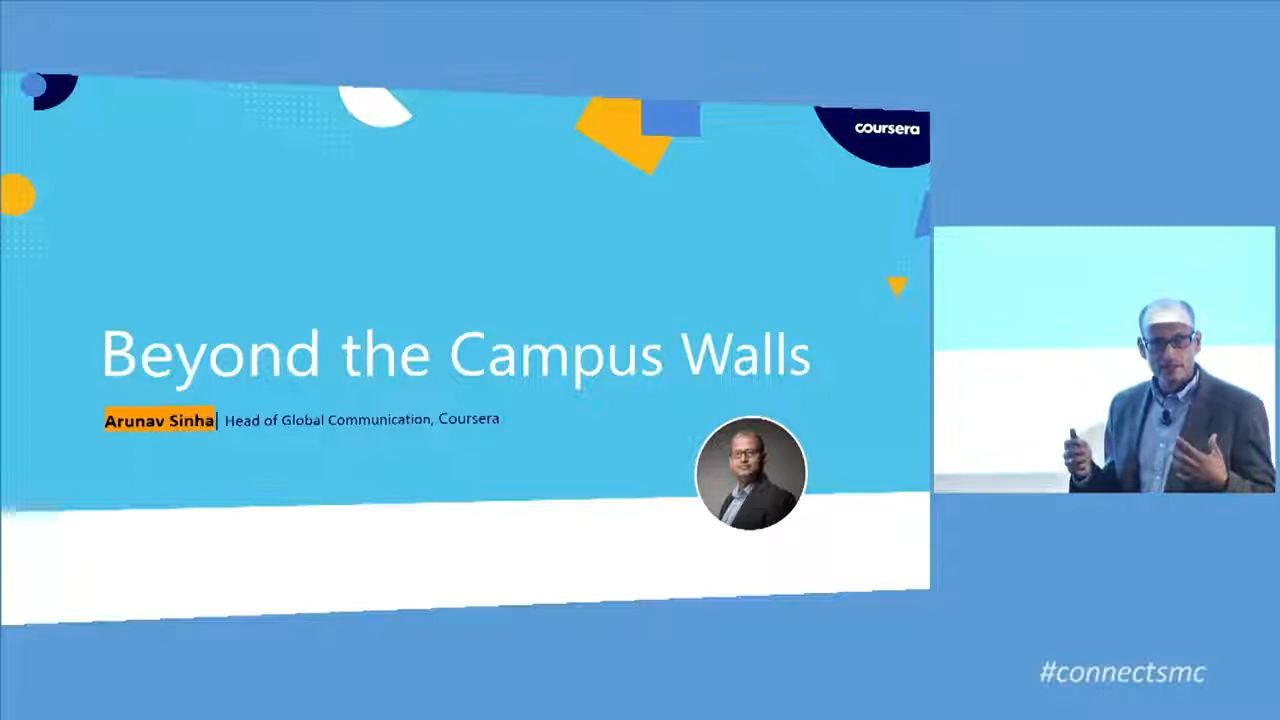 coursera
Beyond the Campus Walls
Arunav Sinha| Head of Global Communication, Coursera
#connectsmc